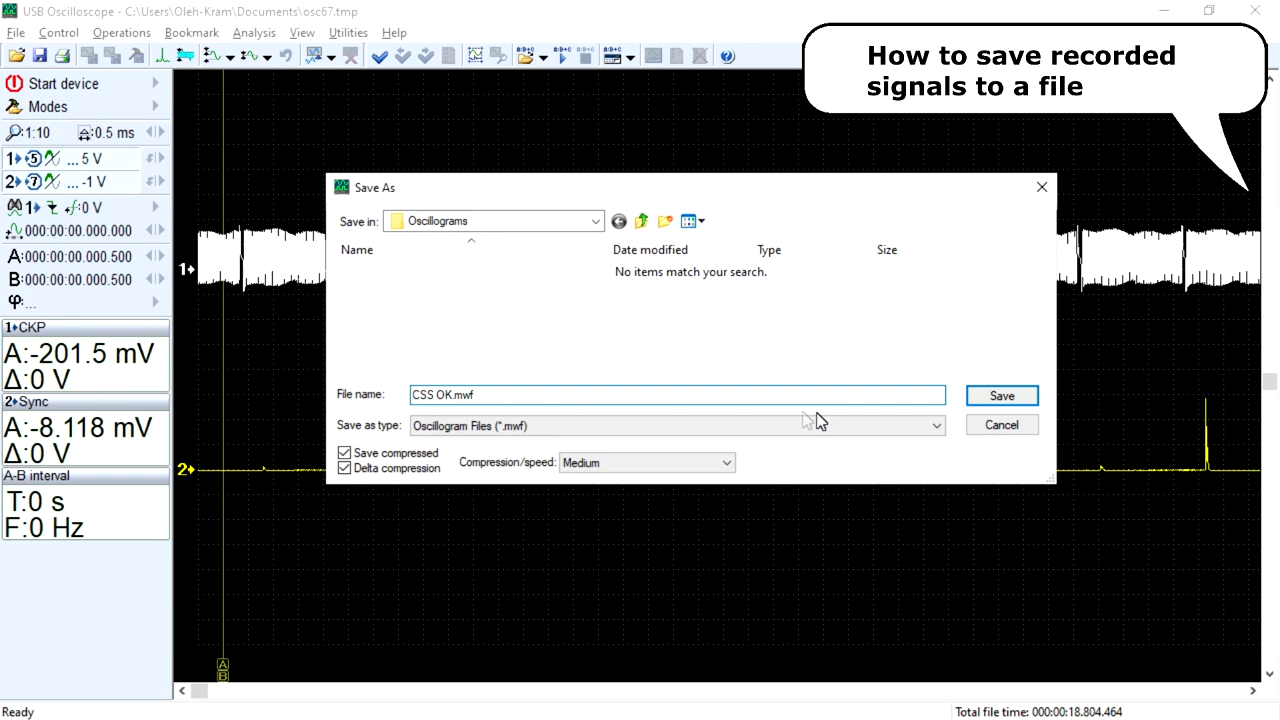 USB Oscilloscope - C:\Users\Oleh-Kram\Documents\osc67.tmp
File Control Operations Bookmark Analysis View Utilities Help
How to save recorded
signals to a file
Start device
Modes
1:10 0.5 ms
1 5 ... 5 V
2 7 ... -1 V
1 f:0 V
000:00:00.000.000
A: 000:00:00.000.500
B: 000:00:00.000.500
φ:...
1 CKP
A:-201.5 mV
Δ:0 V
2 Sync
A:-8.118 mV
Δ:0 V
A-B interval
T:0 s
F:0 Hz
1
2
Save As
Save in: Oscillograms
Name Date modified Type Size
No items match your search.
File name: CSS OK.mwf Save
Save as type: Oscillogram Files (*.mwf) Cancel
Save compressed
Delta compression Compression/speed: Medium
A
B
Ready Total file time: 000:00:18.804.464